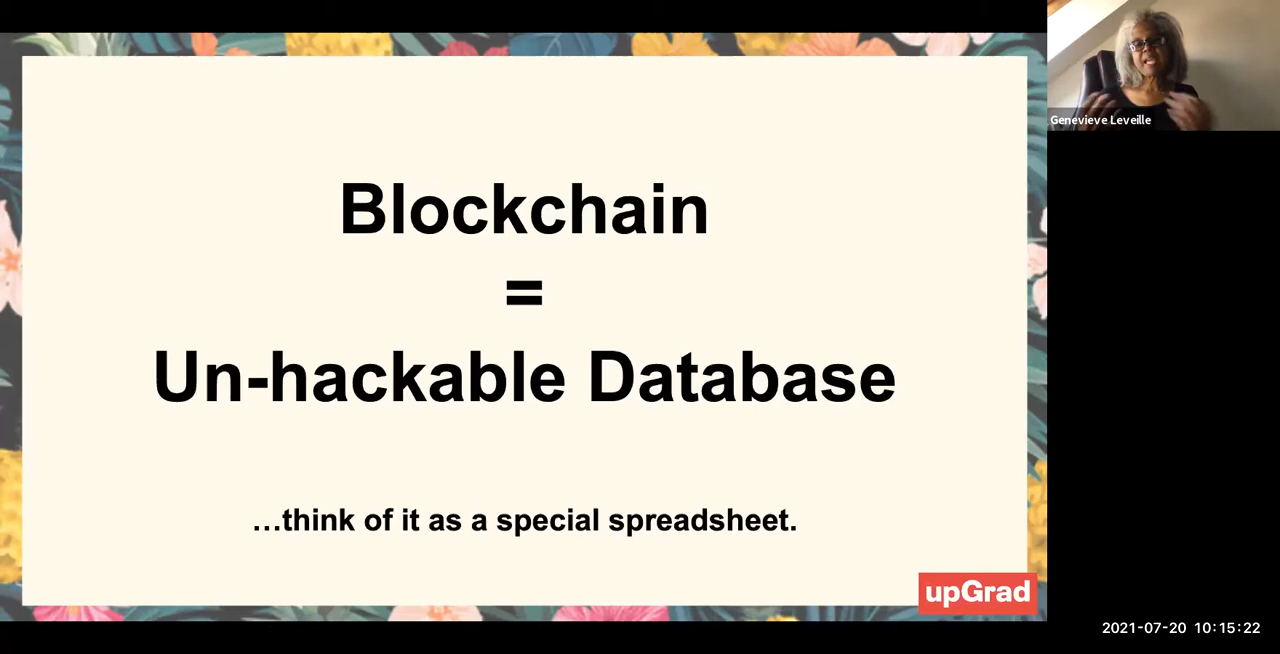 Genevieve Leveille
Blockchain
=
Un-hackable Database
…think of it as a special spreadsheet.
upGrad
2021-07-20 10:15:22